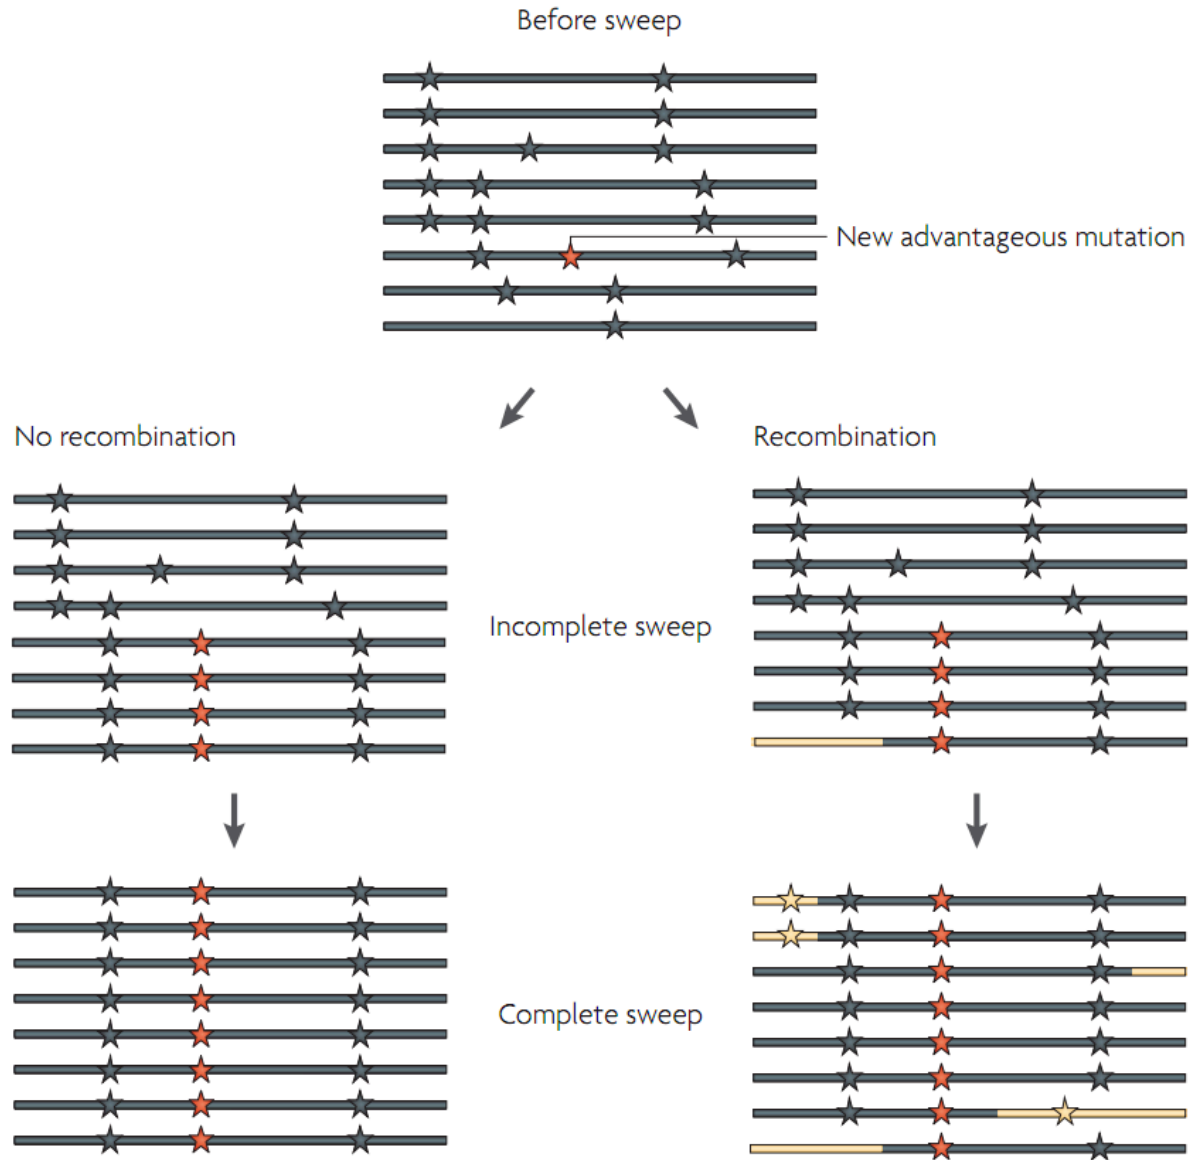 Before sweep
New advantageous mutation
No recombination
Recombination
Incomplete sweep
Complete sweep